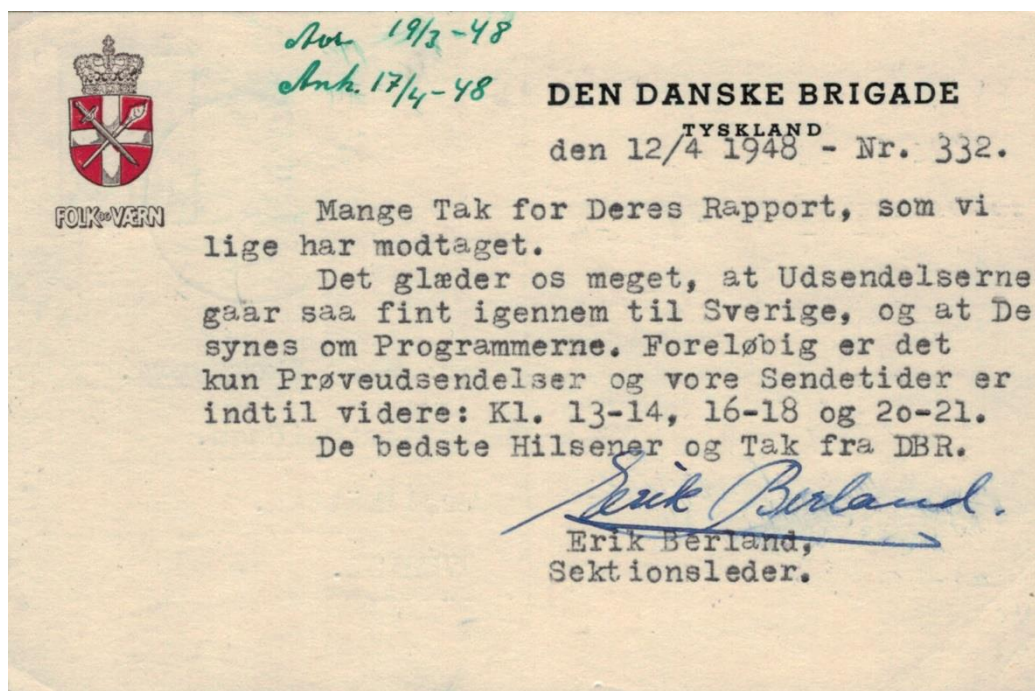 Avs. 19/3-48
Ank. 17/4-48
DEN DANSKE BRIGADE
TYSKLAND
den 12/4 1948 - Nr. 332.
FOLK OG VÆRN
Mange Tak for Deres Rapport, som vi
lige har modtaget.
Det glæder os meget, at Udsendelserne
gaar saa fint igennem til Sverige, og at De
synes om Programmerne. Foreløbig er det
kun Prøveudsendelser og vore Sendetider er
indtil videre: Kl. 13-14, 16-18 og 20-21.
De bedste Hilsener og Tak fra DBR.
Erik Berland.
Erik Berland,
Sektionsleder.